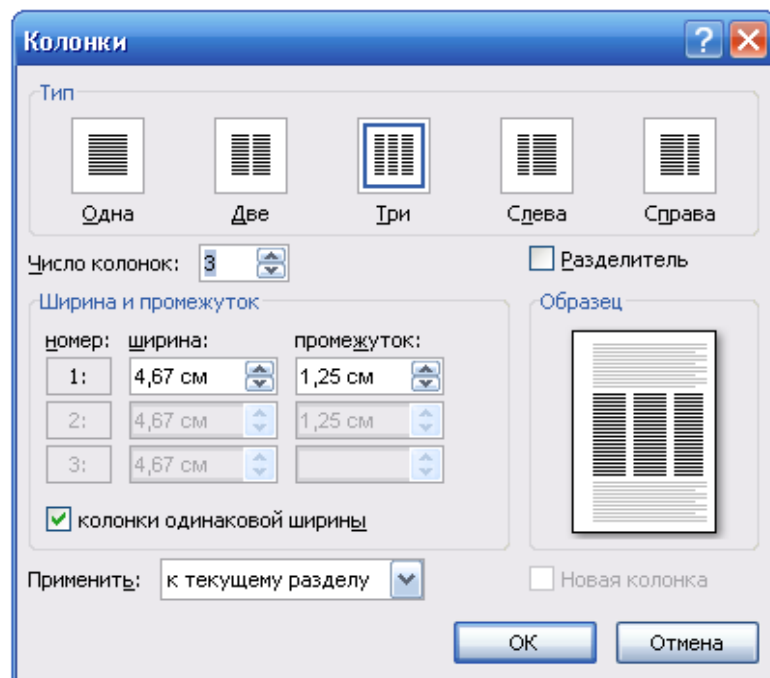 Колонки
Тип
Одна Две Три Слева Справа
Число колонок: 3 Разделитель
Ширина и промежуток Образец
номер: ширина: промежуток:
1: 4,67 см 1,25 см
2: 4,67 см 1,25 см
3: 4,67 см
колонки одинаковой ширины
Применить: к текущему разделу Новая колонка
ОК Отмена